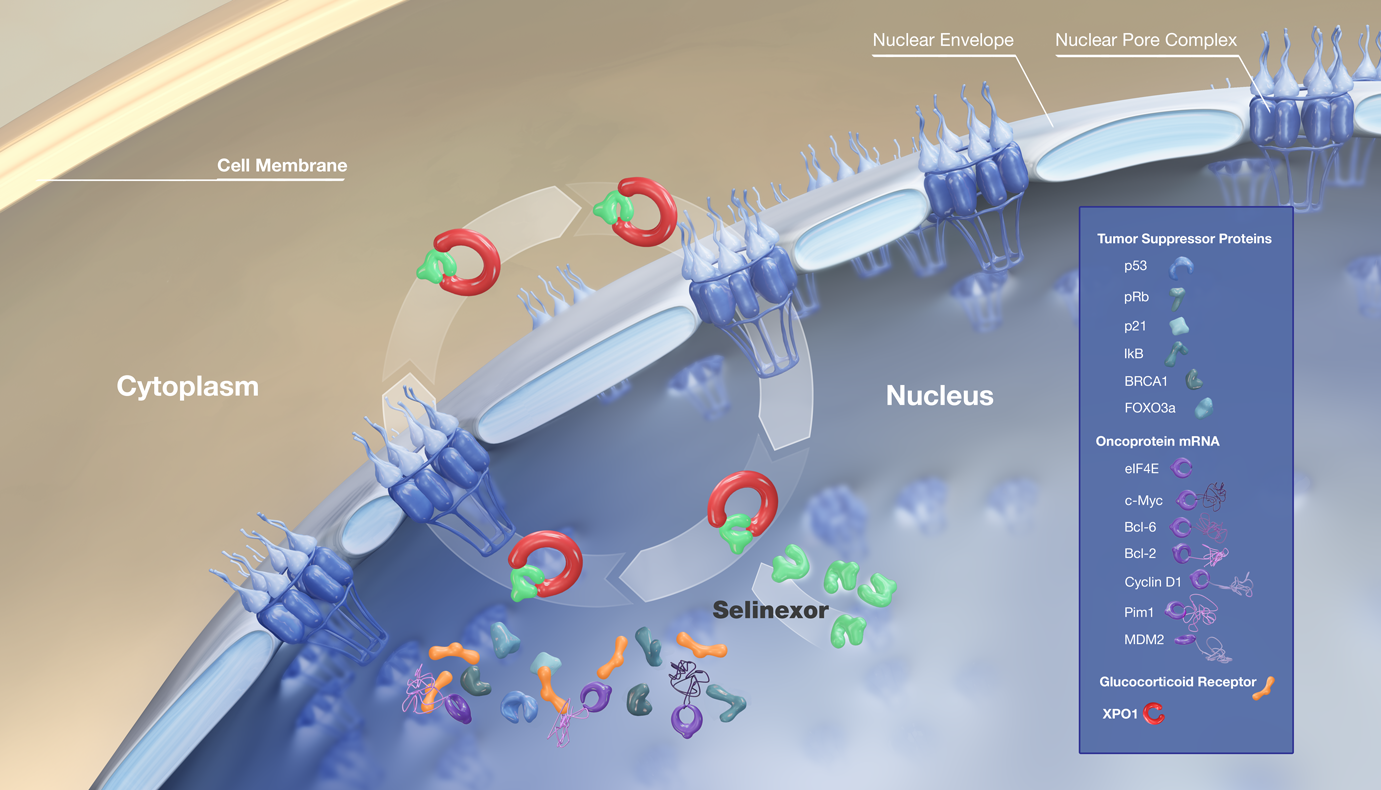 Nuclear Envelope
Nuclear Pore Complex
Cell Membrane
Cytoplasm
Nucleus
Selinexor
Tumor Suppressor Proteins
p53
pRb
p21
IkB
BRCA1
FOXO3a
Oncoprotein mRNA
eIF4E
c-Myc
Bcl-6
Bcl-2
Cyclin D1
Pim1
MDM2
Glucocorticoid Receptor
XPO1